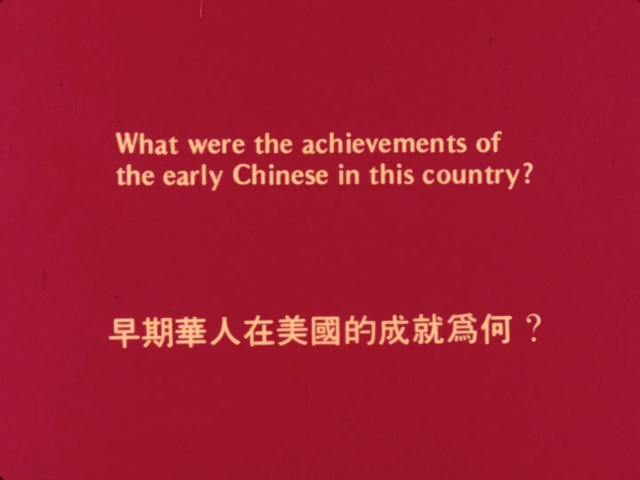 What were the achievements of
the early Chinese in this country?
早期華人在美國的成就爲何？